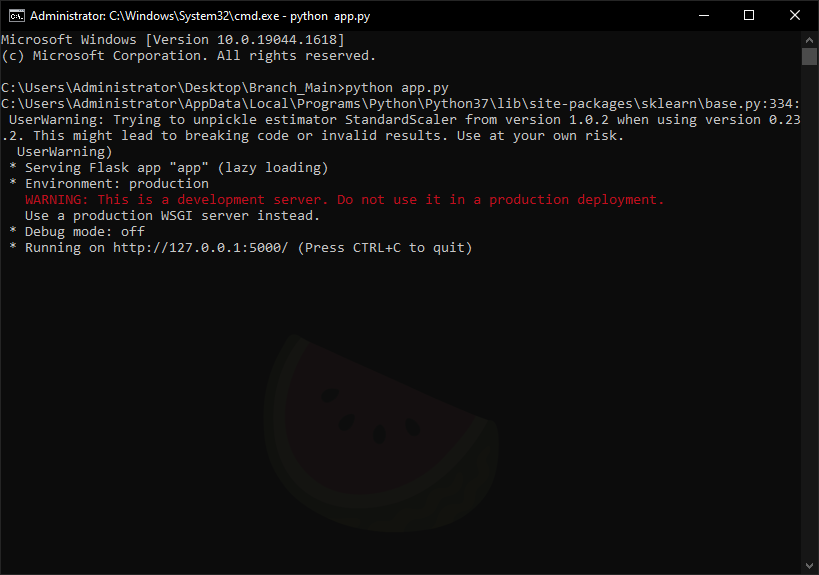 Administrator: C:\Windows\System32\cmd.exe - python  app.py
Microsoft Windows [Version 10.0.19044.1618]
(c) Microsoft Corporation. All rights reserved.
C:\Users\Administrator\Desktop\Branch_Main>python app.py
C:\Users\Administrator\AppData\Local\Programs\Python\Python37\lib\site-packages\sklearn\base.py:334:
UserWarning: Trying to unpickle estimator StandardScaler from version 1.0.2 when using version 0.23
.2. This might lead to breaking code or invalid results. Use at your own risk.
UserWarning)
* Serving Flask app "app" (lazy loading)
* Environment: production
WARNING: This is a development server. Do not use it in a production deployment.
Use a production WSGI server instead.
* Debug mode: off
* Running on http://127.0.0.1:5000/ (Press CTRL+C to quit)